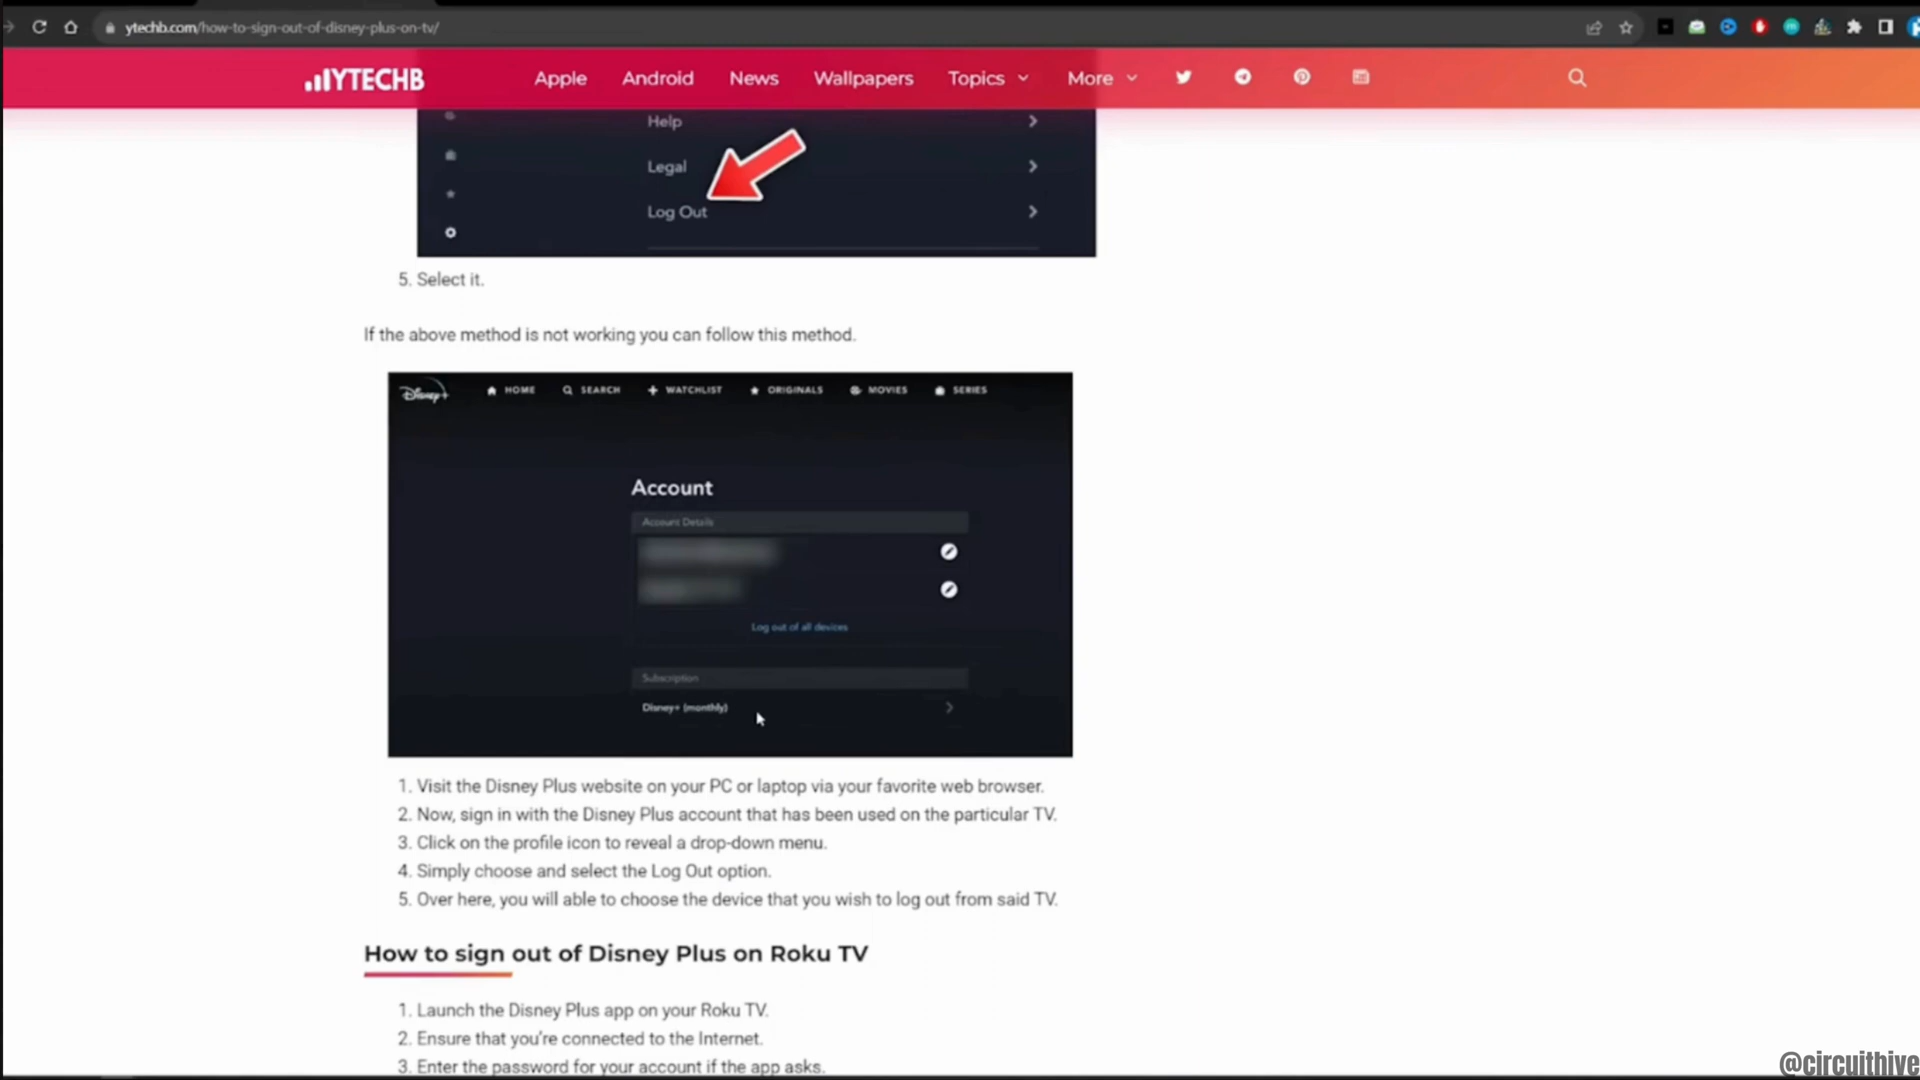 ytechb.com/how-to-sign-out-of-disney-plus-on-tv/
YTECHB
Apple
Android
News
Wallpapers
Topics
More
Help
Legal
Log Out
5. Select it.
If the above method is not working you can follow this method.
Disney+
HOME
SEARCH
WATCHLIST
ORIGINALS
MOVIES
SERIES
Account
Account Details
Log out of all devices
Subscription
Disney+ (monthly)
1. Visit the Disney Plus website on your PC or laptop via your favorite web browser.
2. Now, sign in with the Disney Plus account that has been used on the particular TV.
3. Click on the profile icon to reveal a drop-down menu.
4. Simply choose and select the Log Out option.
5. Over here, you will able to choose the device that you wish to log out from said TV.
How to sign out of Disney Plus on Roku TV
1. Launch the Disney Plus app on your Roku TV.
2. Ensure that you're connected to the Internet.
3. Enter the password for your account if the app asks.
@circuithive